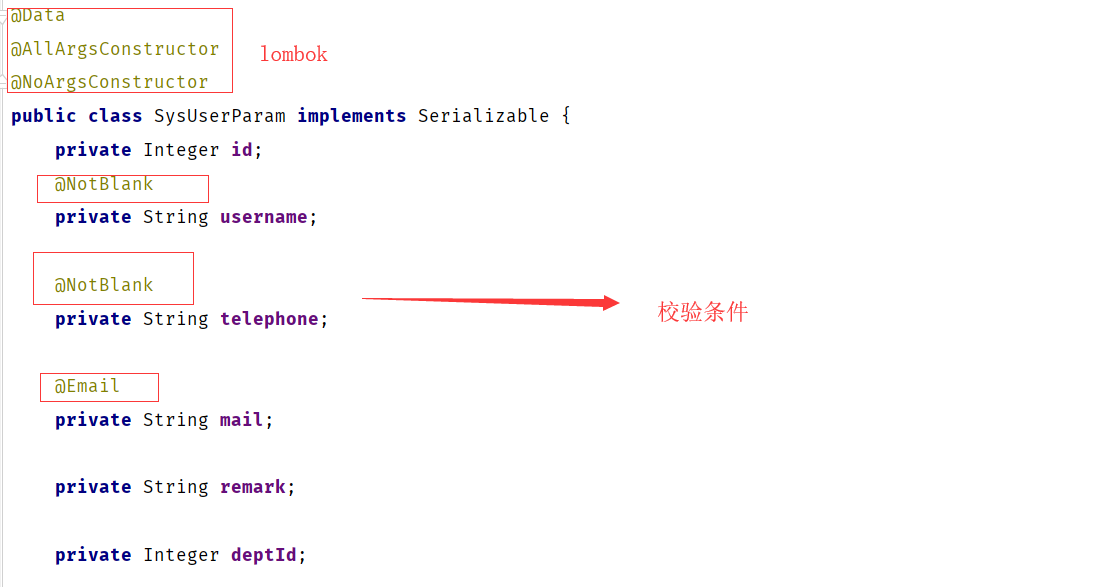 @Data
@AllArgsConstructor
lombok
@NoArgsConstructor
public class SysUserParam implements Serializable {
private Integer id;
@NotBlank
private String username;
@NotBlank
private String telephone;
校验条件
@Email
private String mail;
private String remark;
private Integer deptId;